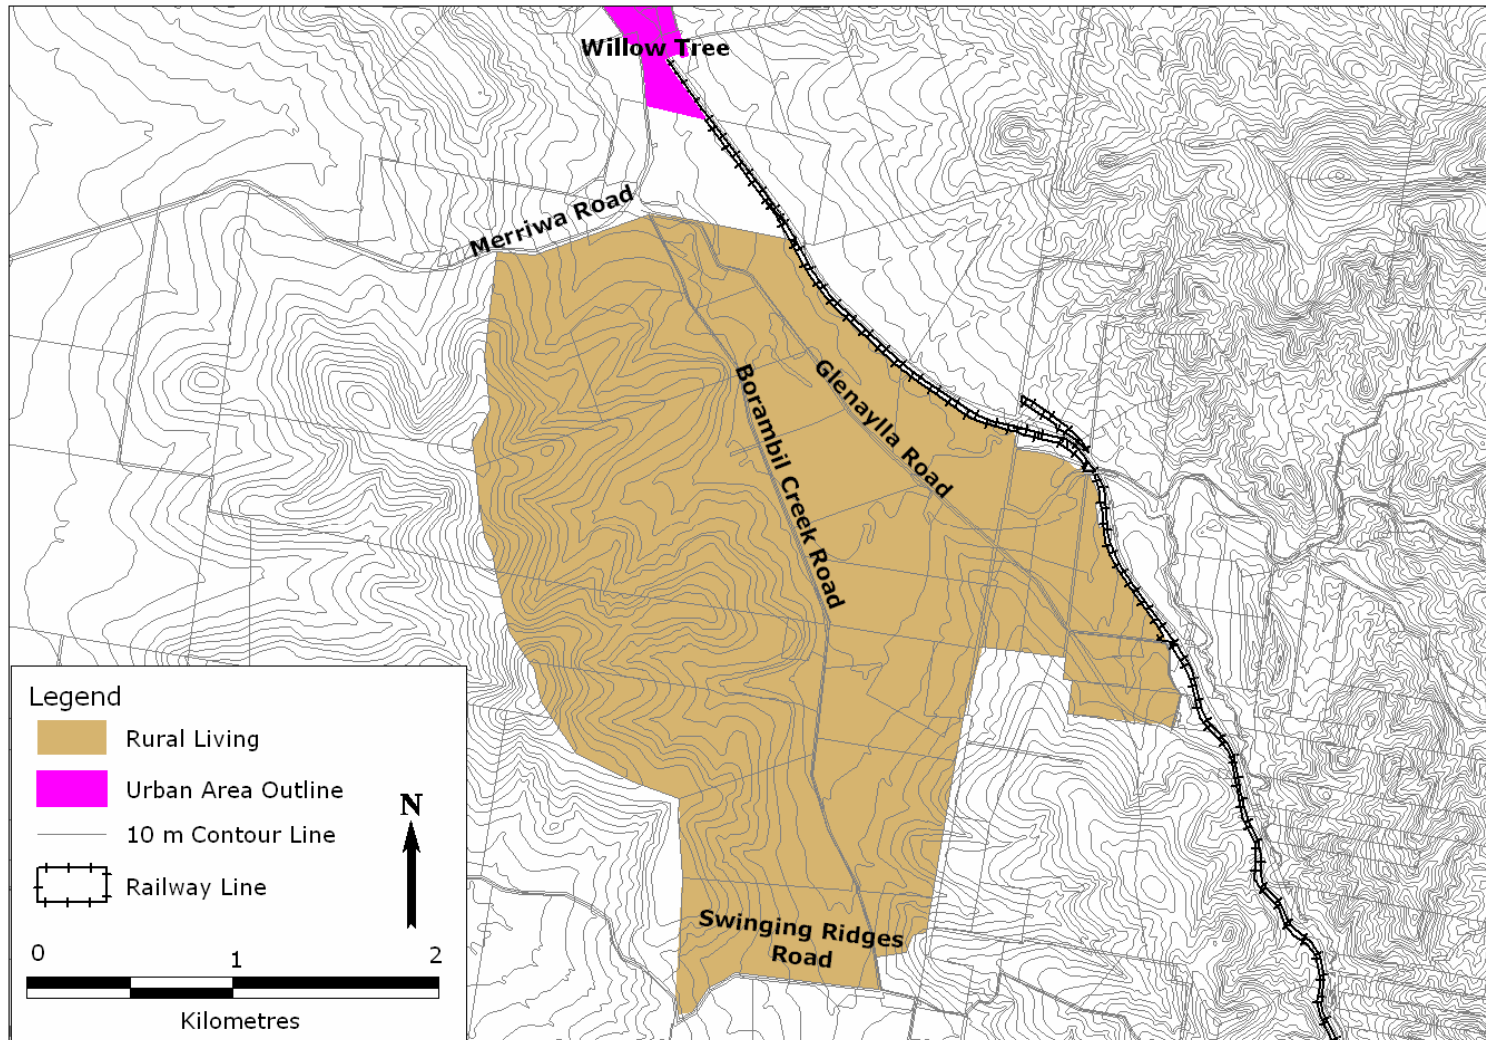 Willow Tree
Merriwa Road
Borambil Creek Road
Glenaylla Road
Swinging Ridges
Road
Legend
Rural Living
Urban Area Outline
10 m Contour Line
Railway Line
N
0 1 2
Kilometres